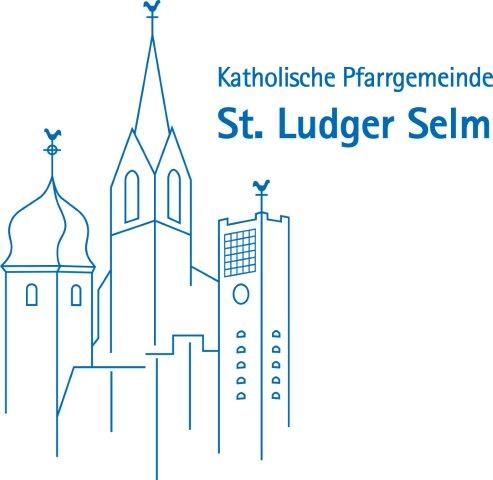 Katholische Pfarrgemeinde
St. Ludger Selm